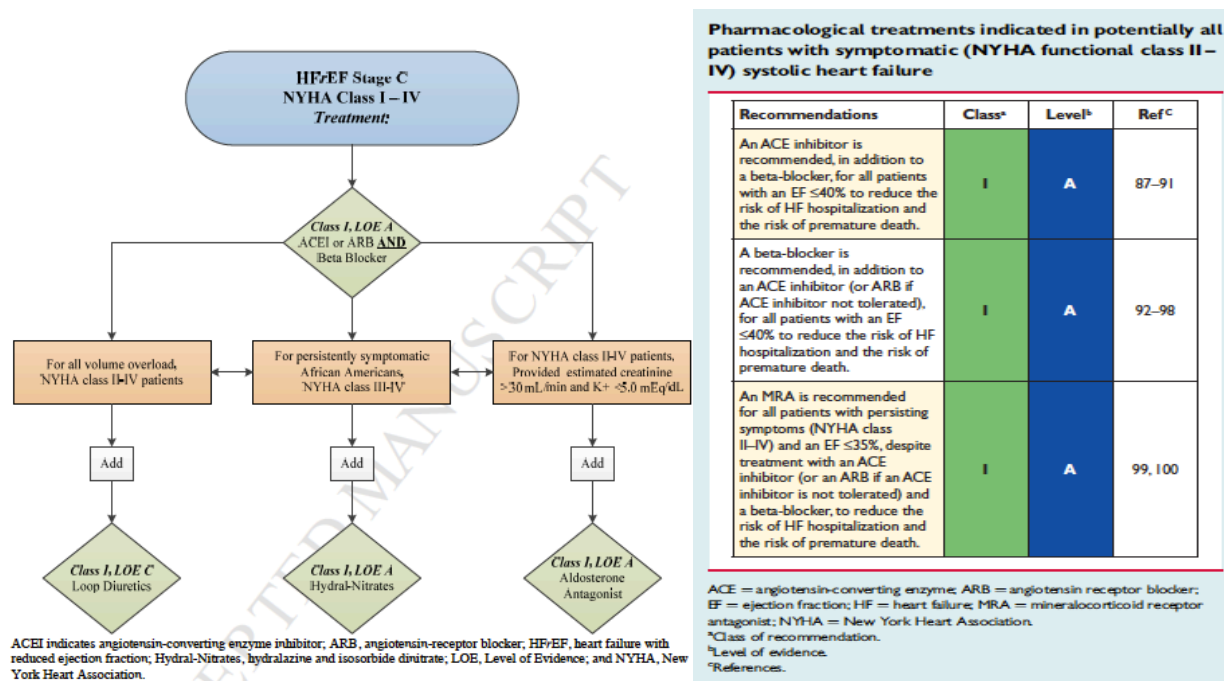 HFrEF Stage C
NYHA Class I – IV
Treatment:
Class I, LOE A
ACEI or ARB AND
Beta Blocker
For all volume overload,
NYHA class II-IV patients
For persistently symptomatic
African Americans,
NYHA class III-IV
For NYHA class II-IV patients,
Provided estimated creatinine
>30 mL/min and K+ <5.0 mEq/dL
Add
Add
Add
Class I, LOE C
Loop Diuretics
Class I, LOE A
Hydral-Nitrates
Class I, LOE A
Aldosterone
Antagonist
ACEI indicates angiotensin-converting enzyme inhibitor; ARB, angiotensin-receptor blocker; HFrEF, heart failure with
reduced ejection fraction; Hydral-Nitrates, hydralazine and isosorbide dinitrate; LOE, Level of Evidence; and NYHA, New
York Heart Association.
EPTED MANUSCRIPT
Pharmacological treatments indicated in potentially all
patients with symptomatic (NYHA functional class II–
IV) systolic heart failure
Recommendations Classᵃ Levelᵇ Ref C
An ACE inhibitor is
recommended, in addition to
a beta-blocker, for all patients
with an EF ≤40% to reduce the
risk of HF hospitalization and
the risk of premature death.
I A 87–91
A beta-blocker is
recommended, in addition to
an ACE inhibitor (or ARB if
ACE inhibitor not tolerated),
for all patients with an EF
≤40% to reduce the risk of HF
hospitalization and the risk of
premature death.
I A 92–98
An MRA is recommended
for all patients with persisting
symptoms (NYHA class
II–IV) and an EF ≤35%, despite
treatment with an ACE
inhibitor (or an ARB if an ACE
inhibitor is not tolerated) and
a beta-blocker, to reduce the
risk of HF hospitalization and
the risk of premature death.
I A 99, 100
ACE = angiotensin-converting enzyme; ARB = angiotensin receptor blocker;
EF = ejection fraction; HF = heart failure; MRA = mineralocorticoid receptor
antagonist; NYHA = New York Heart Association.
ᵃClass of recommendation.
ᵇLevel of evidence.
ᶜReferences.